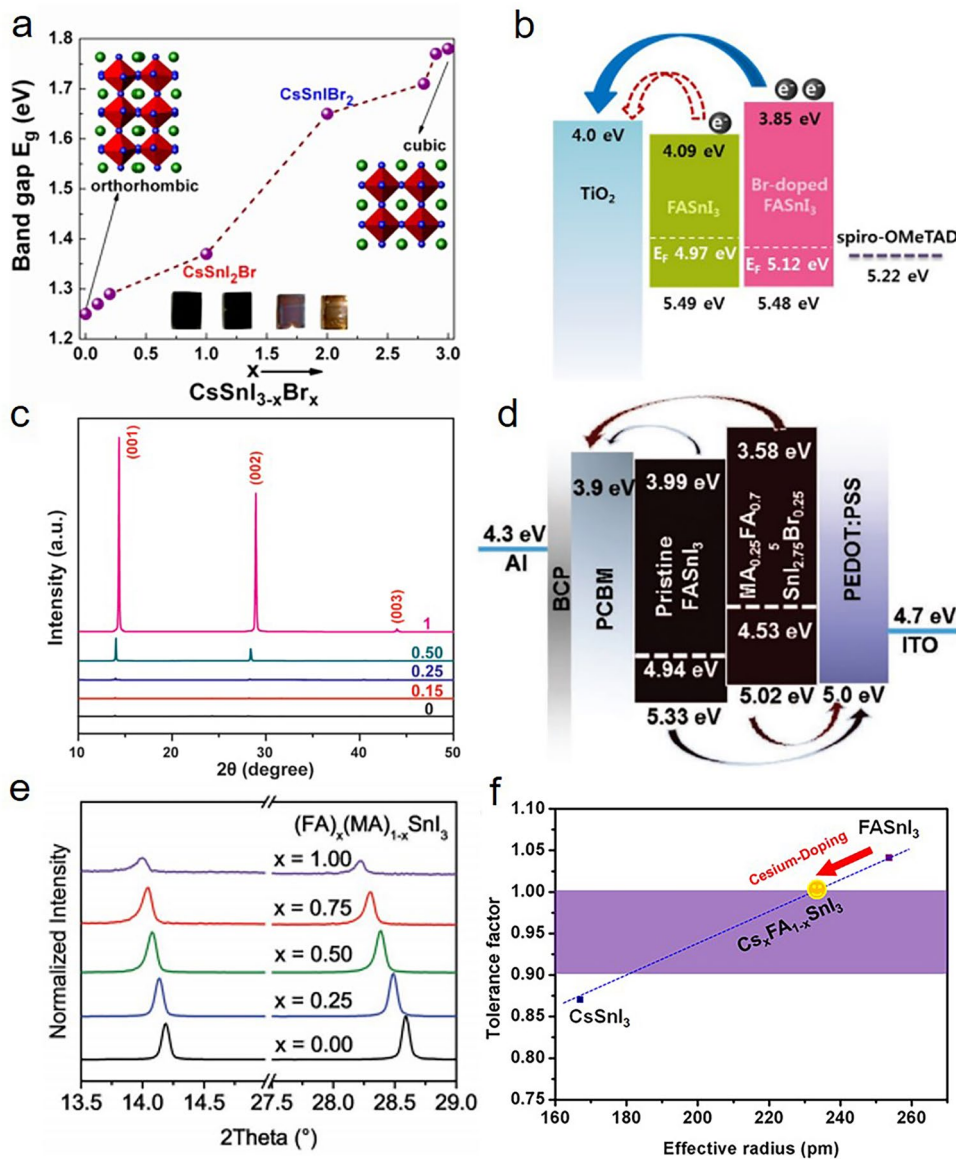 a
1.8
1.7
1.6
1.5
1.4
1.3
1.2
Band gap Eg (eV)
CsSnIBr2
cubic
orthorhombic
CsSnI2Br
0.0 0.5 1.0 1.5 2.0 2.5 3.0
x
CsSnI3-xBrx
b
e- e-
e-
4.0 eV
4.09 eV
3.85 eV
TiO2
FASnI3
Br-doped
FASnI3
spiro-OMeTAD
EF 4.97 eV
EF 5.12 eV
5.22 eV
5.49 eV
5.48 eV
c
Intensity (a.u.)
(001)
(002)
(003)
1
0.50
0.25
0.15
0
10 20 30 40 50
2θ (degree)
d
3.58 eV
3.9 eV
3.99 eV
4.3 eV
Al
BCP
PCBM
Pristine
FASnI3
MA0.25FA0.7
5
SnI2.75Br0.25
PEDOT:PSS
4.7 eV
ITO
4.53 eV
4.94 eV
5.02 eV
5.0 eV
5.33 eV
e
Normalized Intensity
(FA)x(MA)1-xSnI3
x = 1.00
x = 0.75
x = 0.50
x = 0.25
x = 0.00
13.5 14.0 14.5 27.5 28.0 28.5 29.0
2Theta (°)
f
1.10
1.05
1.00
0.95
0.90
0.85
0.80
0.75
Tolerance factor
FASnI3
Cesium-Doping
CsxFA1-xSnI3
CsSnI3
160 180 200 220 240 260
Effective radius (pm)